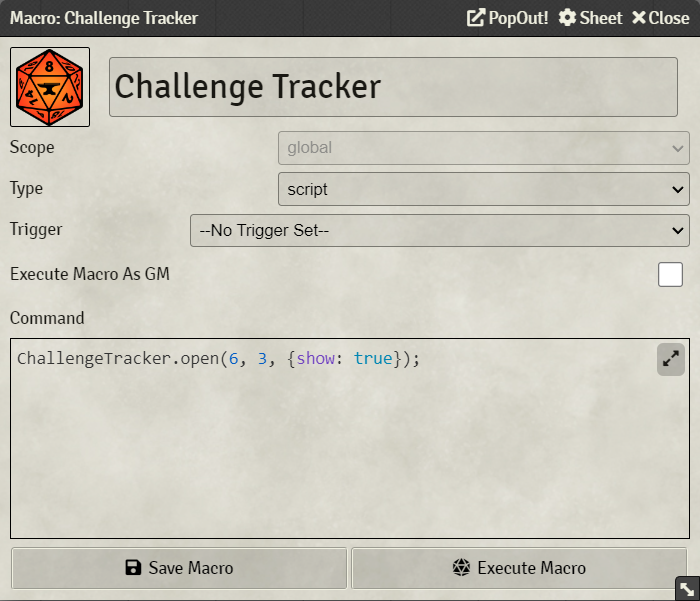 Macro: Challenge Tracker PopOut! Sheet Close
8
Challenge Tracker
Scope global
Type script
Trigger --No Trigger Set--
Execute Macro As GM
Command
ChallengeTracker.open(6, 3, {show: true});
Save Macro Execute Macro